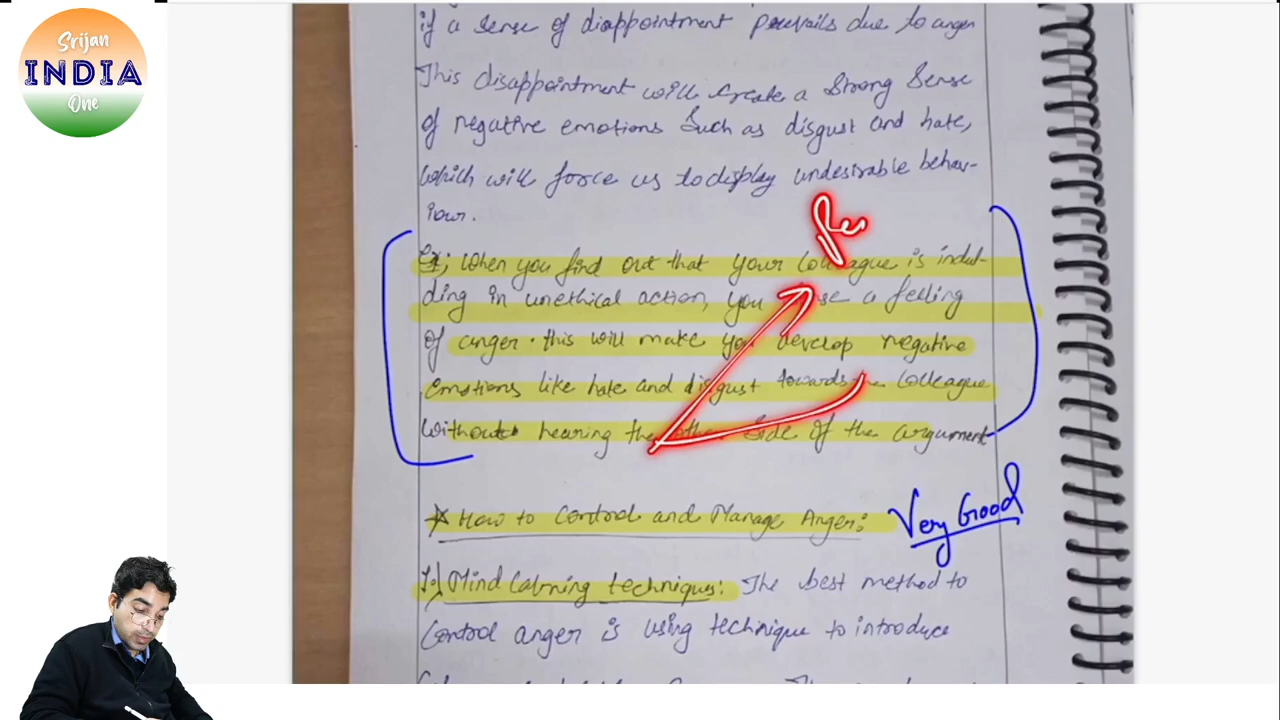 Srijan
INDIA
One
if a sense of disappointment prevails due to anger
This disappointment will create a strong sense
of negative emotions such as disgust and hate,
which will force us to display undesirable behav-
iour.
Ex; When you find out that your colleague is indul-
ding in unethical action, you a feeling
of anger. this will make you develop negative
emotions like hate and disgust towards the colleague
without hearing the other side of the argument
* How to Control and Manage Anger:
Very Good
1.) Mind Calming techniques: The best method to
Control anger is using technique to introduce